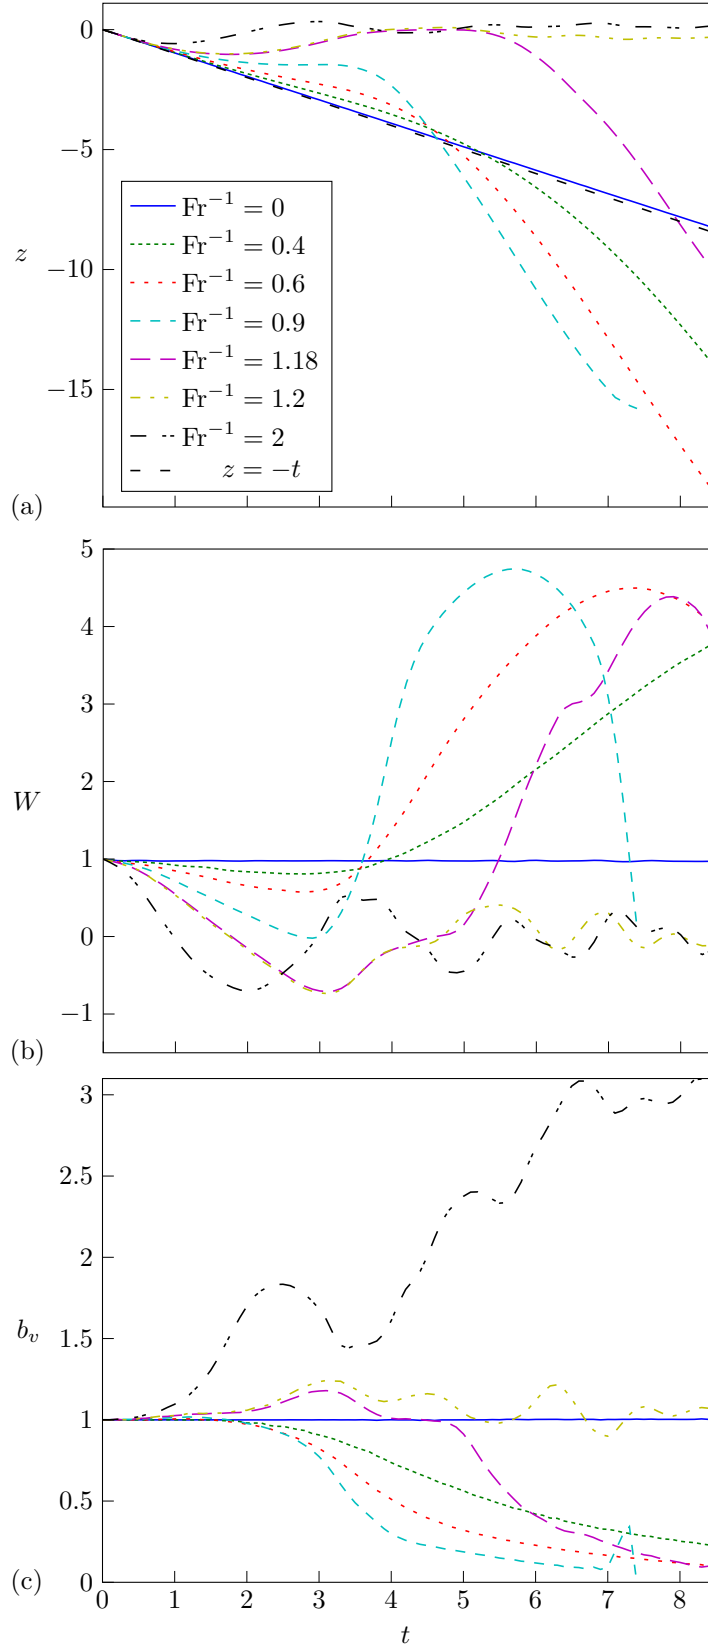 0
−5
z
−10
−15
Fr⁻¹ = 0
Fr⁻¹ = 0.4
Fr⁻¹ = 0.6
Fr⁻¹ = 0.9
Fr⁻¹ = 1.18
Fr⁻¹ = 1.2
Fr⁻¹ = 2
z = −t
(a)
5
4
3
2
W
1
0
−1
(b)
3
2.5
2
b_v
1.5
1
0.5
0
(c)
0 1 2 3 4 5 6 7 8
t